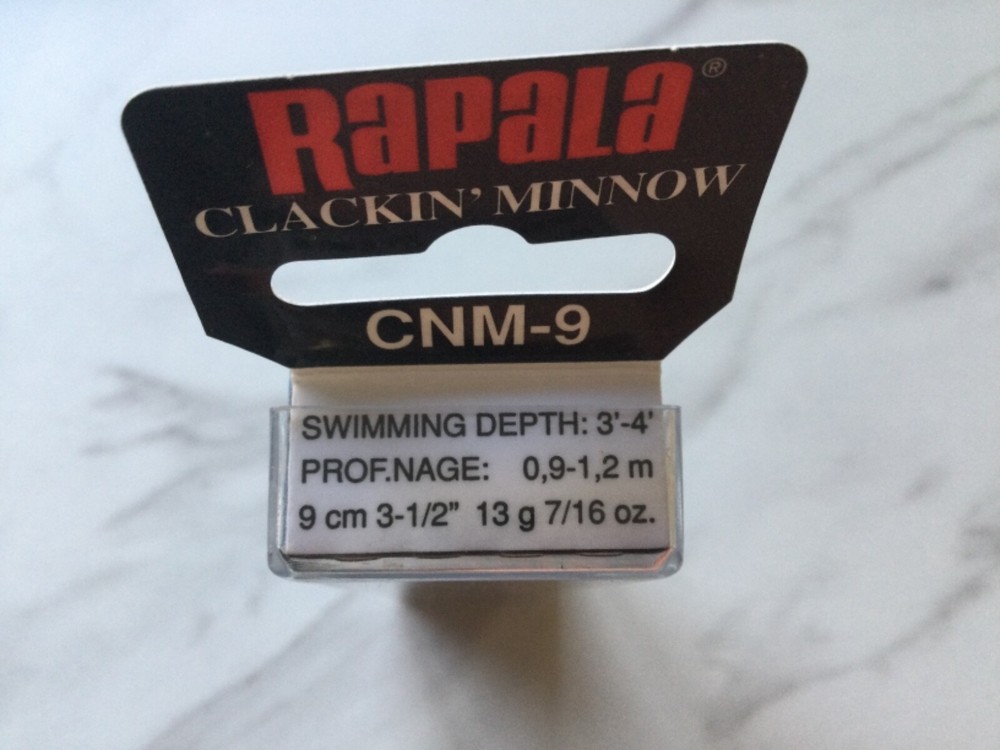 RAPALA®
CLACKIN' MINNOW
CNM-9
SWIMMING DEPTH: 3'-4'
PROF.NAGE: 0,9-1,2 m
9 cm 3-1/2” 13 g 7/16 oz.